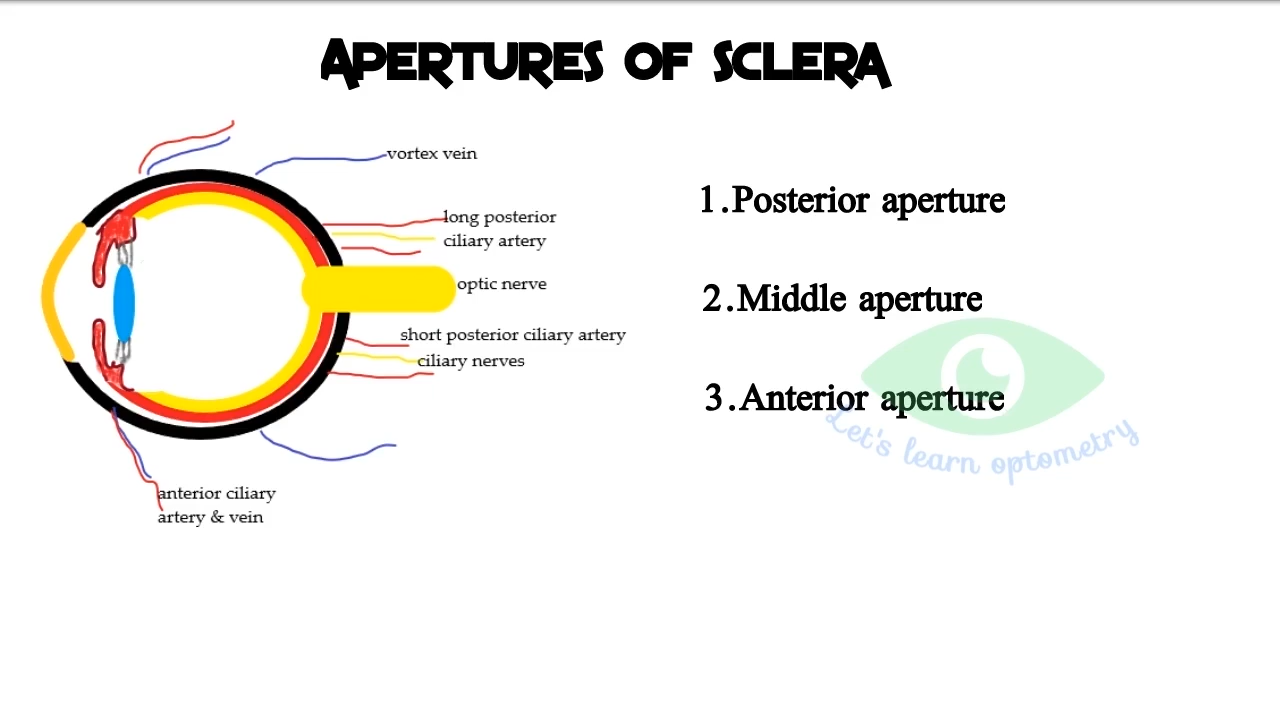 APERTURES OF SCLERA
vortex vein
long posterior
ciliary artery
optic nerve
short posterior ciliary artery
ciliary nerves
anterior ciliary
artery & vein
1.Posterior aperture
2.Middle aperture
3.Anterior aperture
Let's learn optometry